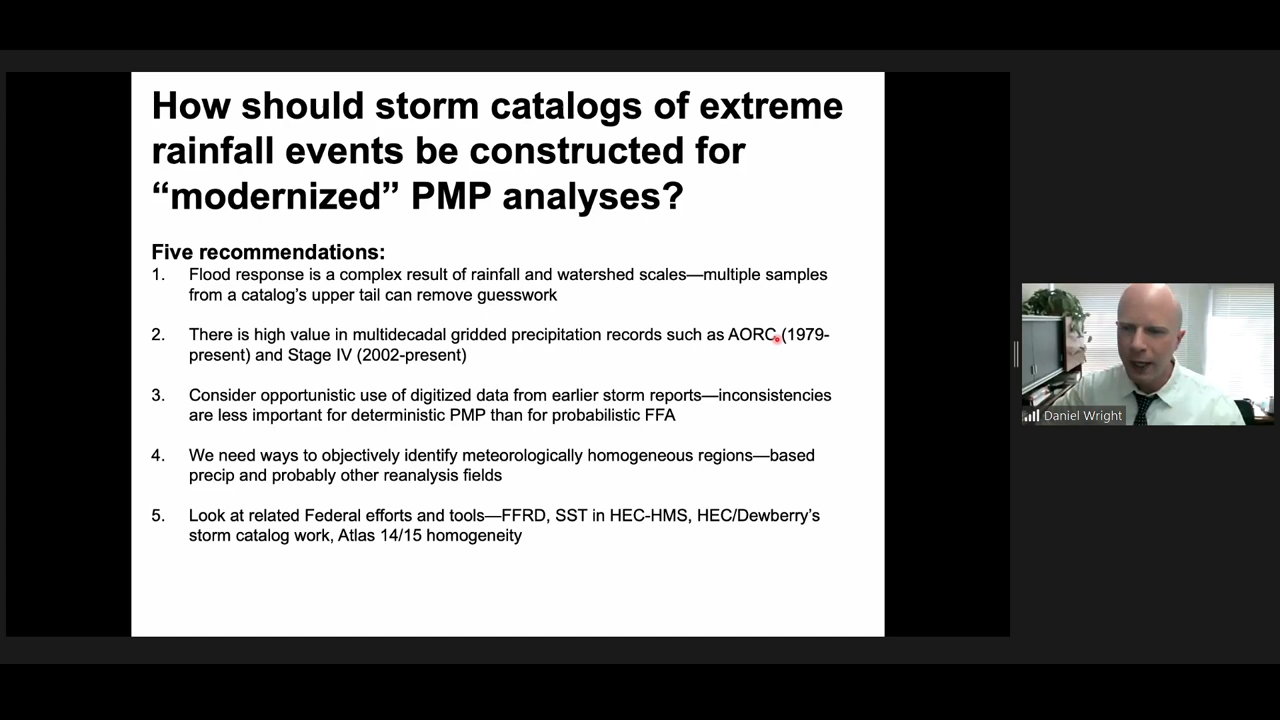 How should storm catalogs of extreme
rainfall events be constructed for
“modernized” PMP analyses?
Five recommendations:
1. Flood response is a complex result of rainfall and watershed scales—multiple samples
from a catalog’s upper tail can remove guesswork
2. There is high value in multidecadal gridded precipitation records such as AORC (1979-
present) and Stage IV (2002-present)
3. Consider opportunistic use of digitized data from earlier storm reports—inconsistencies
are less important for deterministic PMP than for probabilistic FFA
4. We need ways to objectively identify meteorologically homogeneous regions—based
precip and probably other reanalysis fields
5. Look at related Federal efforts and tools—FFRD, SST in HEC-HMS, HEC/Dewberry’s
storm catalog work, Atlas 14/15 homogeneity
Daniel Wright